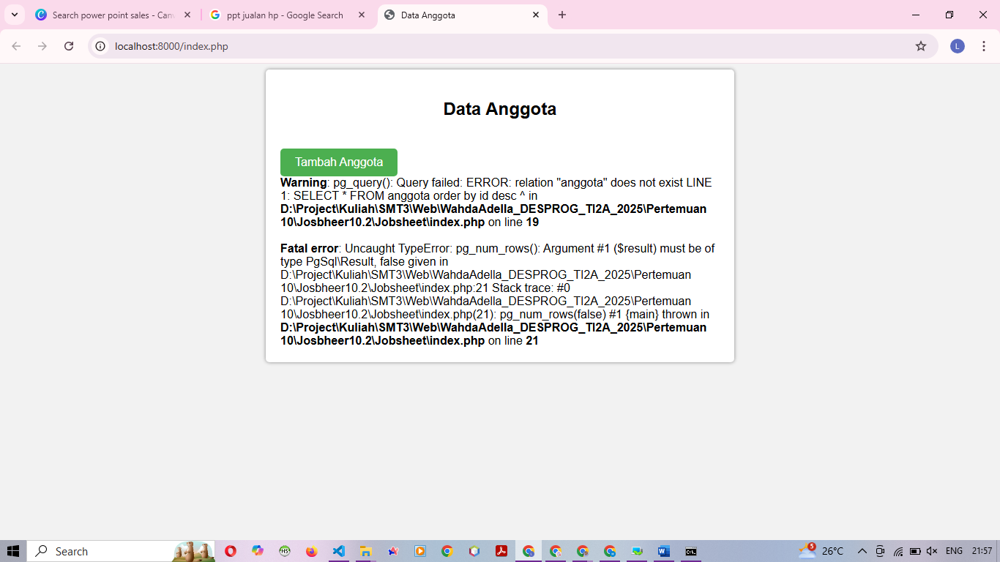 Search power point sales - Can
ppt jualan hp - Google Search
Data Anggota
localhost:8000/index.php
L
Data Anggota
Tambah Anggota
Warning: pg_query(): Query failed: ERROR: relation "anggota" does not exist LINE
1: SELECT * FROM anggota order by id desc ^ in
D:\Project\Kuliah\SMT3\Web\WahdaAdella_DESPROG_TI2A_2025\Pertemuan
10\Josbheer10.2\Jobsheet\index.php on line 19
Fatal error: Uncaught TypeError: pg_num_rows(): Argument #1 ($result) must be of
type PgSql\Result, false given in
D:\Project\Kuliah\SMT3\Web\WahdaAdella_DESPROG_TI2A_2025\Pertemuan
10\Josbheer10.2\Jobsheet\index.php:21 Stack trace: #0
D:\Project\Kuliah\SMT3\Web\WahdaAdella_DESPROG_TI2A_2025\Pertemuan
10\Josbheer10.2\Jobsheet\index.php(21): pg_num_rows(false) #1 {main} thrown in
D:\Project\Kuliah\SMT3\Web\WahdaAdella_DESPROG_TI2A_2025\Pertemuan
10\Josbheer10.2\Jobsheet\index.php on line 21
Search
5
26°C
ENG
21:57